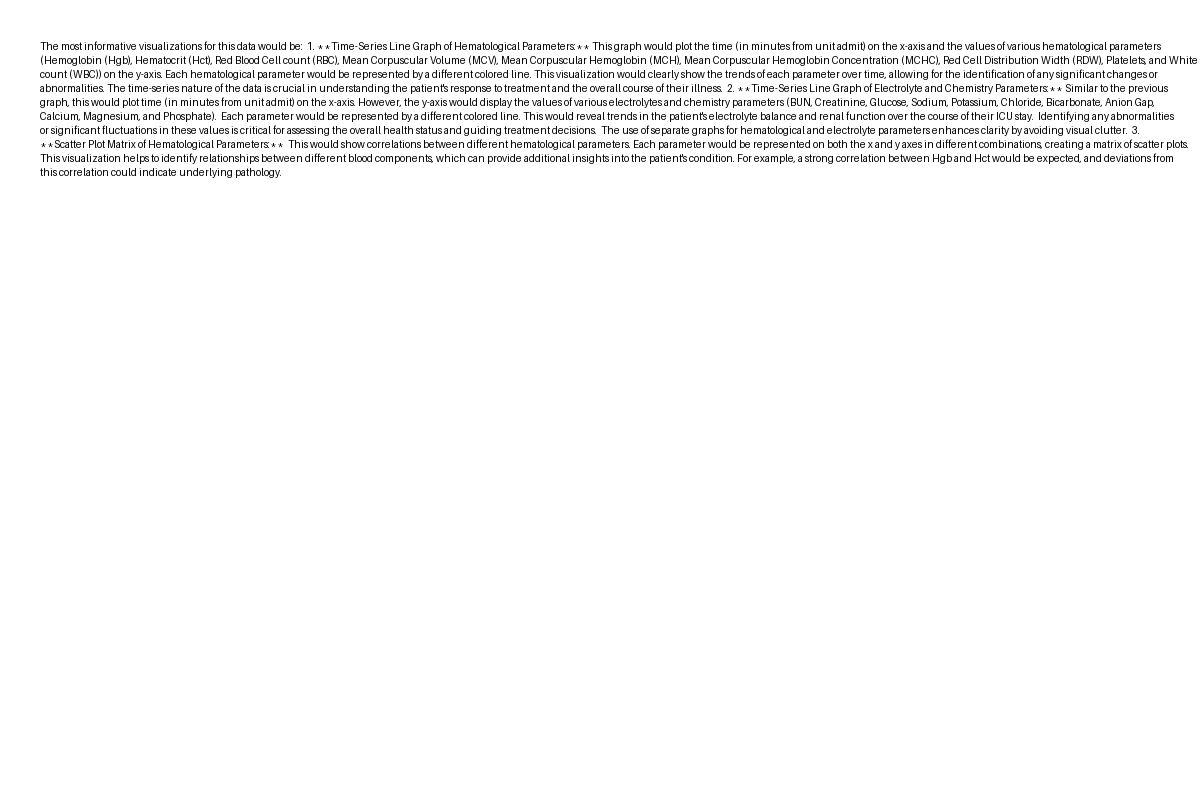 The most informative visualizations for this data would be: 1. **Time-Series Line Graph of Hematological Parameters:** This graph would plot the time (in minutes from unit admit) on the x-axis and the values of various hematological parameters
(Hemoglobin (Hgb), Hematocrit (Hct), Red Blood Cell count (RBC), Mean Corpuscular Volume (MCV), Mean Corpuscular Hemoglobin (MCH), Mean Corpuscular Hemoglobin Concentration (MCHC), Red Cell Distribution Width (RDW), Platelets, and White
count (WBC)) on the y-axis. Each hematological parameter would be represented by a different colored line. This visualization would clearly show the trends of each parameter over time, allowing for the identification of any significant changes or
abnormalities. The time-series nature of the data is crucial in understanding the patient's response to treatment and the overall course of their illness. 2. **Time-Series Line Graph of Electrolyte and Chemistry Parameters:** Similar to the previous
graph, this would plot time (in minutes from unit admit) on the x-axis. However, the y-axis would display the values of various electrolytes and chemistry parameters (BUN, Creatinine, Glucose, Sodium, Potassium, Chloride, Bicarbonate, Anion Gap,
Calcium, Magnesium, and Phosphate). Each parameter would be represented by a different colored line. This would reveal trends in the patient's electrolyte balance and renal function over the course of their ICU stay. Identifying any abnormalities
or significant fluctuations in these values is critical for assessing the overall health status and guiding treatment decisions. The use of separate graphs for hematological and electrolyte parameters enhances clarity by avoiding visual clutter. 3.
**Scatter Plot Matrix of Hematological Parameters:** This would show correlations between different hematological parameters. Each parameter would be represented on both the x and y axes in different combinations, creating a matrix of scatter plots.
This visualization helps to identify relationships between different blood components, which can provide additional insights into the patient's condition. For example, a strong correlation between Hgb and Hct would be expected, and deviations from
this correlation could indicate underlying pathology.